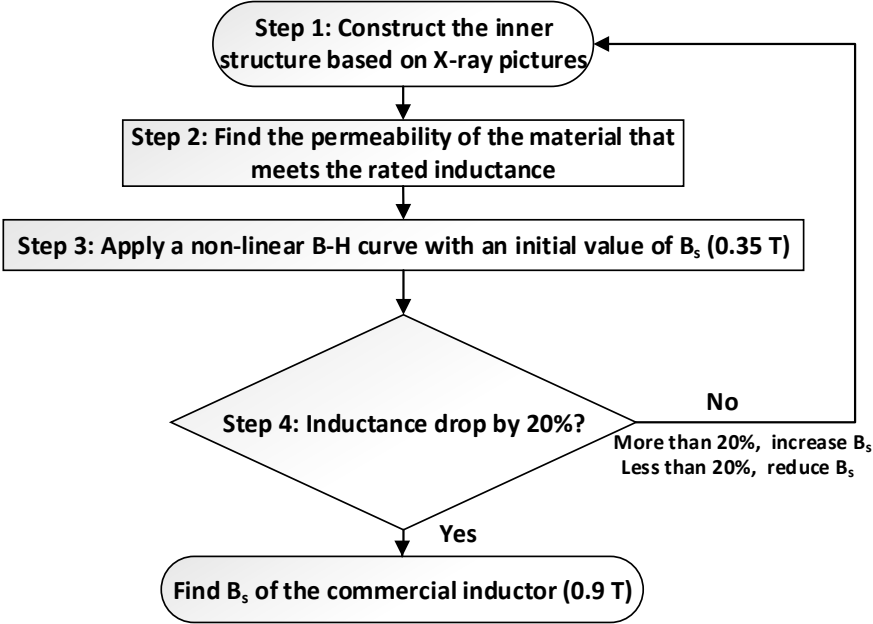 Step 1: Construct the inner
structure based on X-ray pictures
Step 2: Find the permeability of the material that
meets the rated inductance
Step 3: Apply a non-linear B-H curve with an initial value of Bs (0.35 T)
Step 4: Inductance drop by 20%?
No
More than 20%, increase Bs
Less than 20%, reduce Bs
Yes
Find Bs of the commercial inductor (0.9 T)